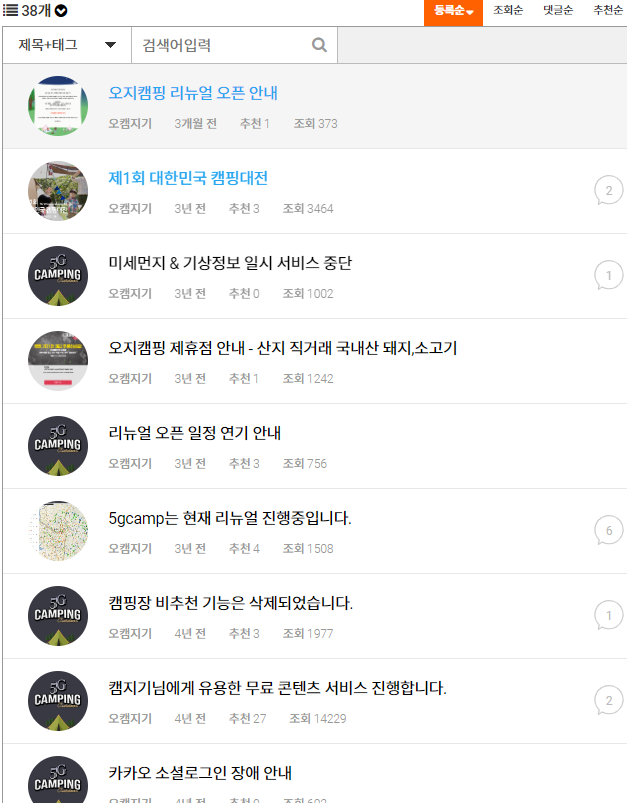 38개
등록순 조회순 댓글순 추천순
제목+태그 검색어입력
오지캠핑 리뉴얼 오픈 안내
오캠지기 3개월 전 추천 1 조회 373
제1회 대한민국 캠핑대전
2
오캠지기 3년 전 추천 3 조회 3464
5G
CAMPING
미세먼지 & 기상정보 일시 서비스 중단
1
오캠지기 3년 전 추천 0 조회 1002
오지캠핑 제휴점 안내 - 산지 직거래 국내산 돼지,소고기
오캠지기 3년 전 추천 1 조회 1242
5G
CAMPING
리뉴얼 오픈 일정 연기 안내
오캠지기 3년 전 추천 3 조회 756
5gcamp는 현재 리뉴얼 진행중입니다.
6
오캠지기 3년 전 추천 4 조회 1508
5G
CAMPING
캠핑장 비추천 기능은 삭제되었습니다.
1
오캠지기 4년 전 추천 3 조회 1977
5G
CAMPING
캠지기님에게 유용한 무료 콘텐츠 서비스 진행합니다.
2
오캠지기 4년 전 추천 27 조회 14229
5G
CAMPING
카카오 소셜로그인 장애 안내